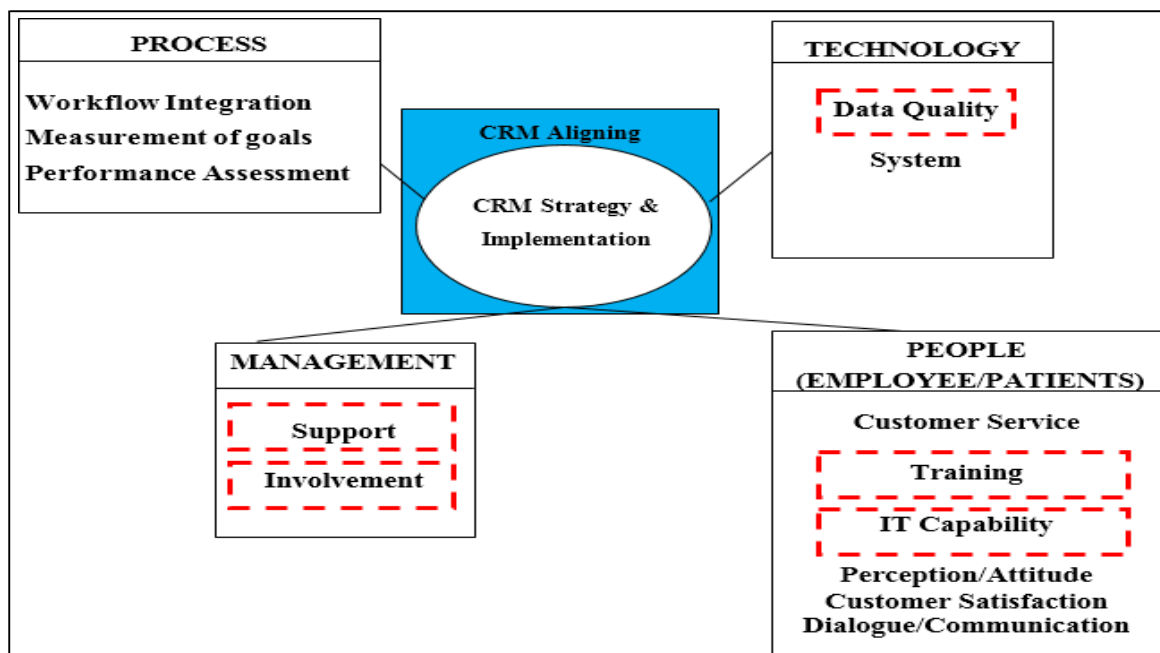 PROCESS
Workflow Integration
Measurement of goals
Performance Assessment
CRM Aligning
CRM Strategy &
Implementation
TECHNOLOGY
Data Quality
System
MANAGEMENT
Support
Involvement
PEOPLE
(EMPLOYEE/PATIENTS)
Customer Service
Training
IT Capability
Perception/Attitude
Customer Satisfaction
Dialogue/Communication